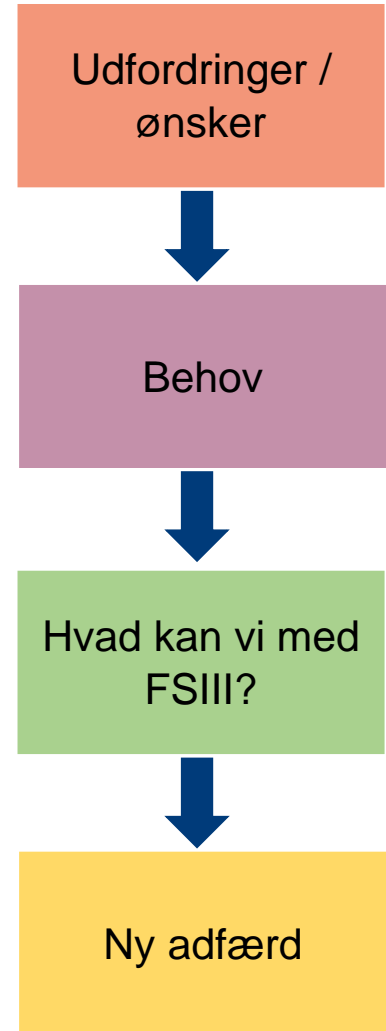 Udfordringer /
ønsker
Behov
Hvad kan vi med
FSIII?
Ny adfærd